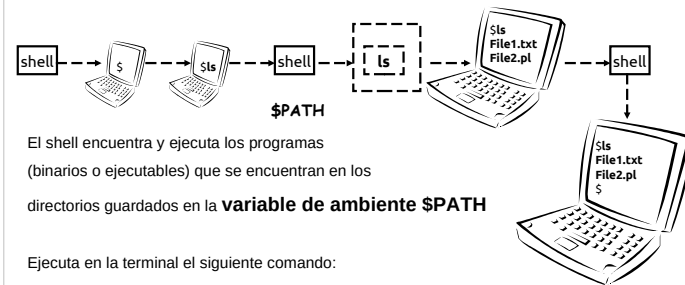 shell
$
$ls
shell
ls
$ls
File1.txt
File2.pl
shell
$PATH
$ls
File1.txt
File2.pl
$
El shell encuentra y ejecuta los programas
(binarios o ejecutables) que se encuentran en los
directorios guardados en la variable de ambiente $PATH
Ejecuta en la terminal el siguiente comando: